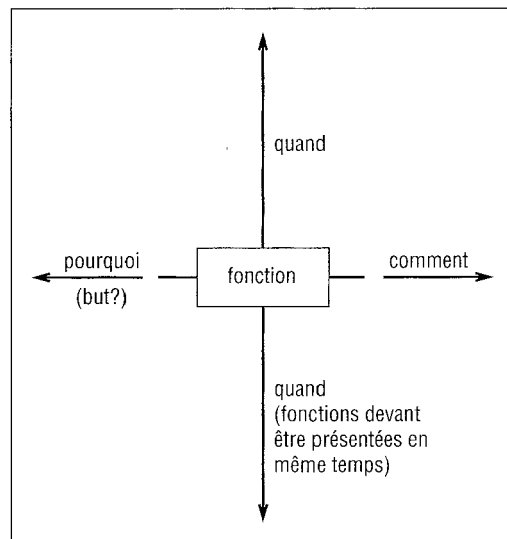 quand
pourquoi
(but?)
fonction
comment
quand
(fonctions devant
être présentées en
même temps)